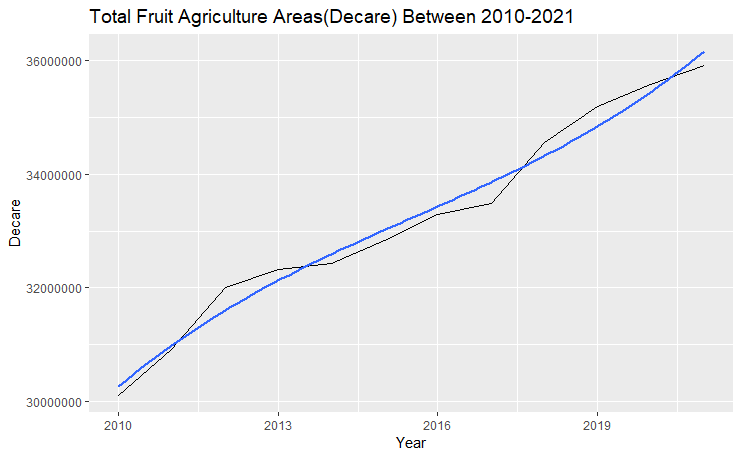 Total Fruit Agriculture Areas(Decare) Between 2010-2021
36000000
34000000
32000000
30000000
Decare
2010 2013 2016 2019
Year